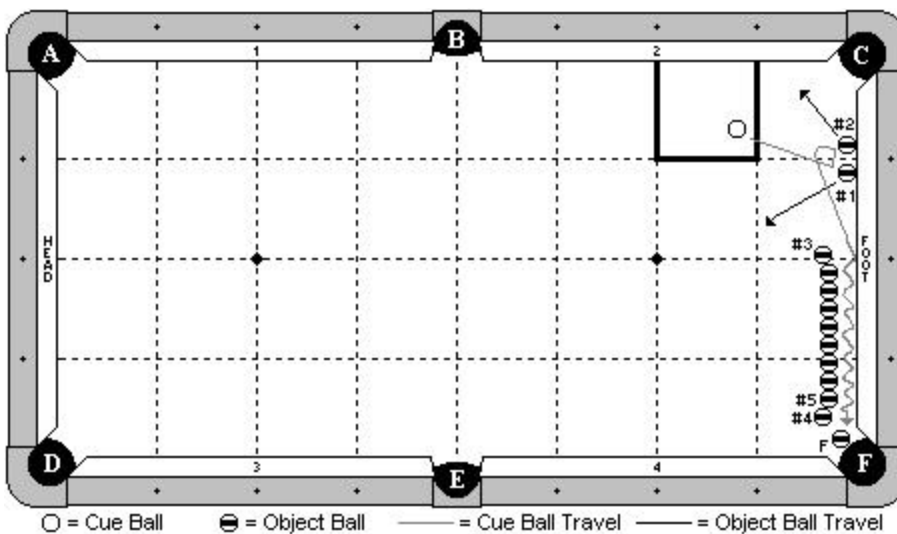 A B C
1 2
#2
#1
HEAD
#3
FOOT
#5
#4
F
D E F
3 4
= Cue Ball = Object Ball = Cue Ball Travel = Object Ball Travel